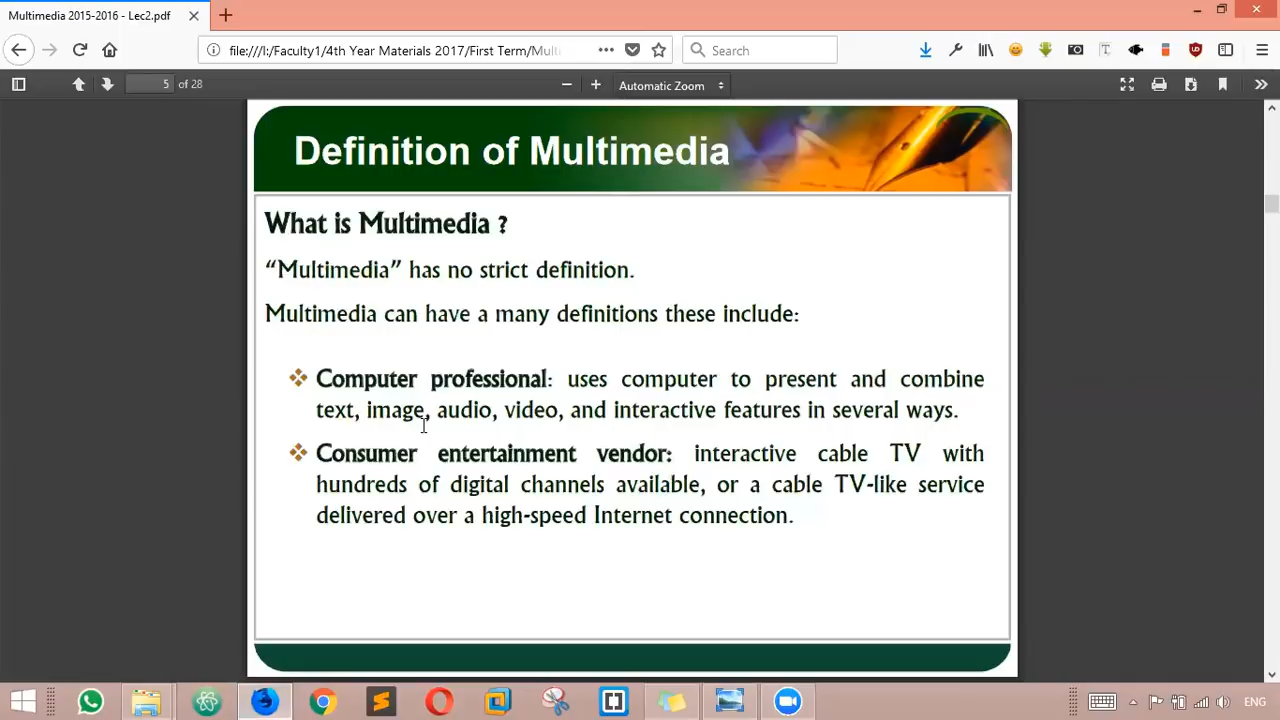 Multimedia 2015-2016 - Lec2.pdf
file:///I:/Faculty1/4th Year Materials 2017/First Term/Mult
Search
5 of 28
Automatic Zoom
Definition of Multimedia
What is Multimedia ?
“Multimedia” has no strict definition.
Multimedia can have a many definitions these include:
Computer professional: uses computer to present and combine
text, image, audio, video, and interactive features in several ways.
Consumer entertainment vendor: interactive cable TV with
hundreds of digital channels available, or a cable TV-like service
delivered over a high-speed Internet connection.
ENG